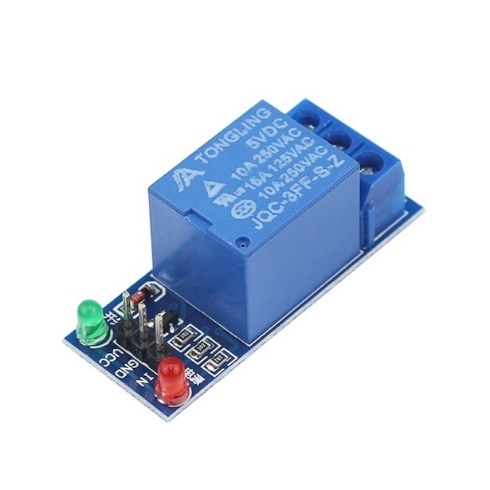 TONGLING
5VDC
10A 250VAC
15A 125VAC
10A 250VAC
JQC-3FF-S-Z
VCC
GND
IN